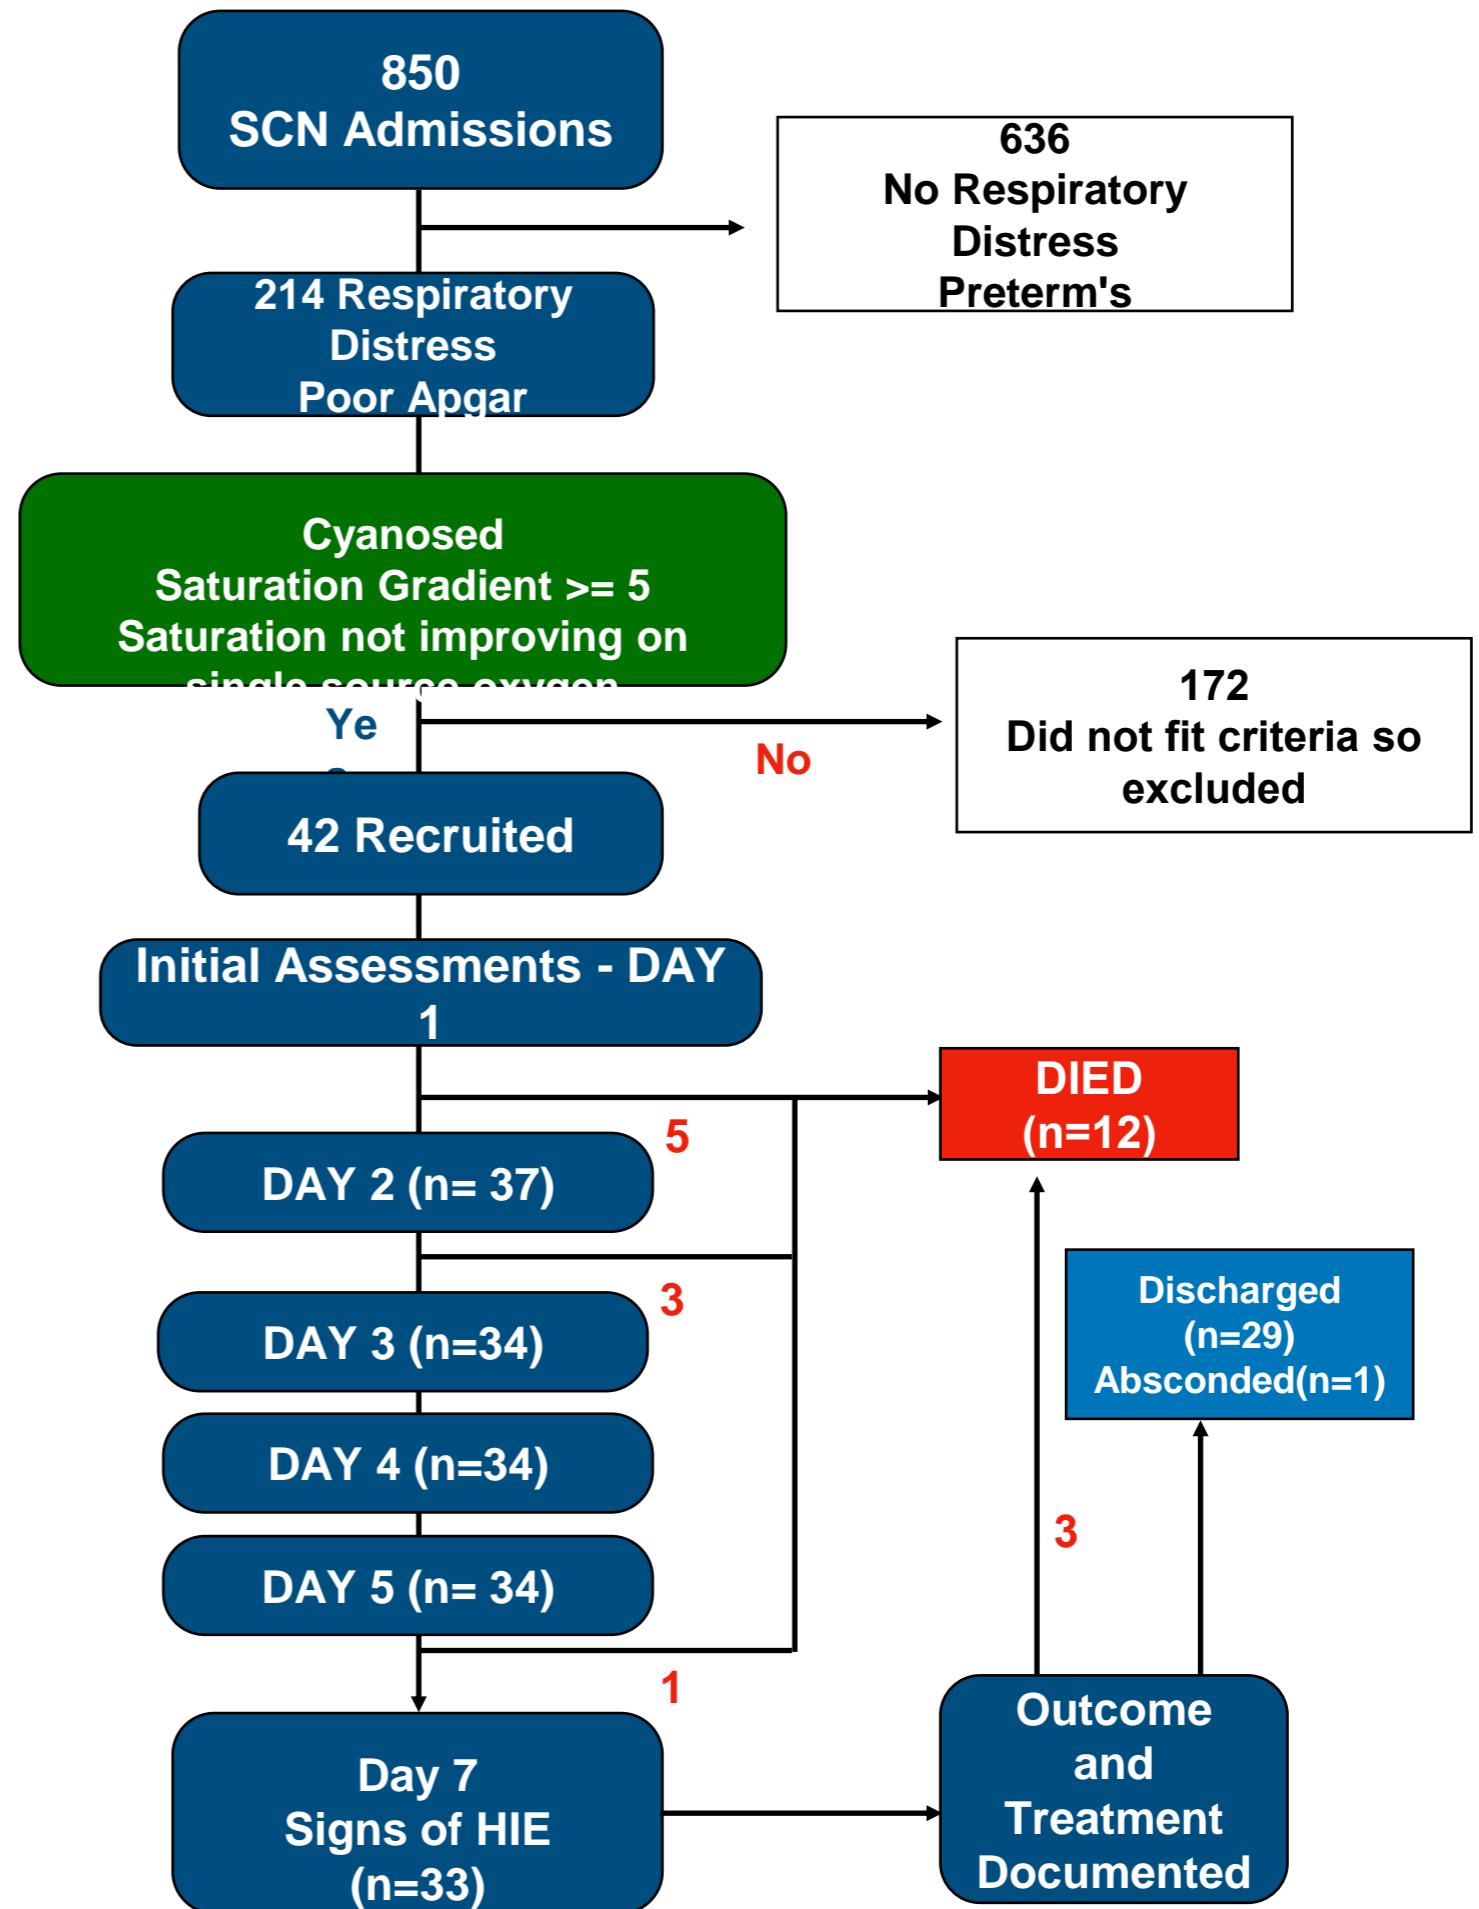 850
SCN Admissions
636
No Respiratory
Distress
Preterm's
214 Respiratory
Distress
Poor Apgar
Cyanosed
Saturation Gradient >= 5
Saturation not improving on
single source oxygen
172
Did not fit criteria so
excluded
Ye
No
42 Recruited
Initial Assessments - DAY
1
DIED
(n=12)
5
DAY 2 (n= 37)
3
Discharged
(n=29)
Absconded(n=1)
DAY 3 (n=34)
DAY 4 (n=34)
3
DAY 5 (n= 34)
1
Day 7
Signs of HIE
(n=33)
Outcome
and
Treatment
Documented